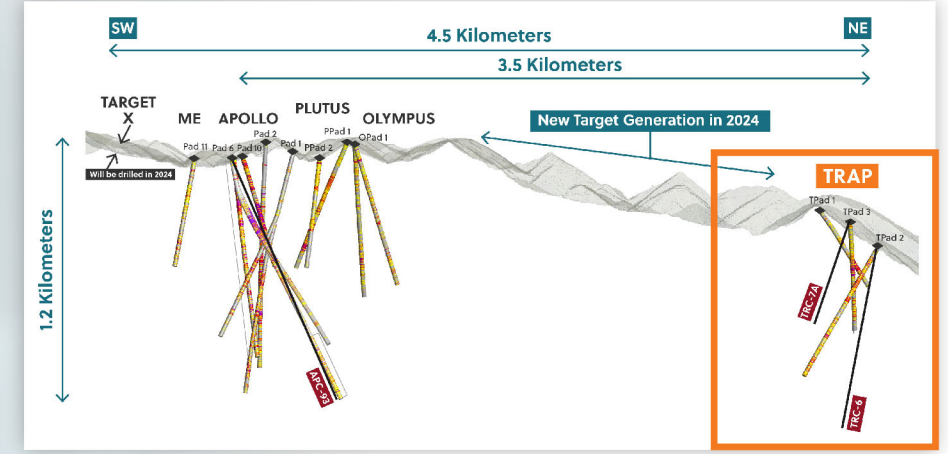 SW
NE
4.5 Kilometers
3.5 Kilometers
TARGET
X
ME
APOLLO
PLUTUS
OLYMPUS
Pad 2
PPad 1
OPad 1
Pad 11
Pad 6
Pad 10
Pad 1
PPad 2
Will be drilled in 2024
New Target Generation in 2024
TRAP
TPad 1
TPad 3
TPad 2
1.2 Kilometers
TRC-7A
APC-93
TRC-6